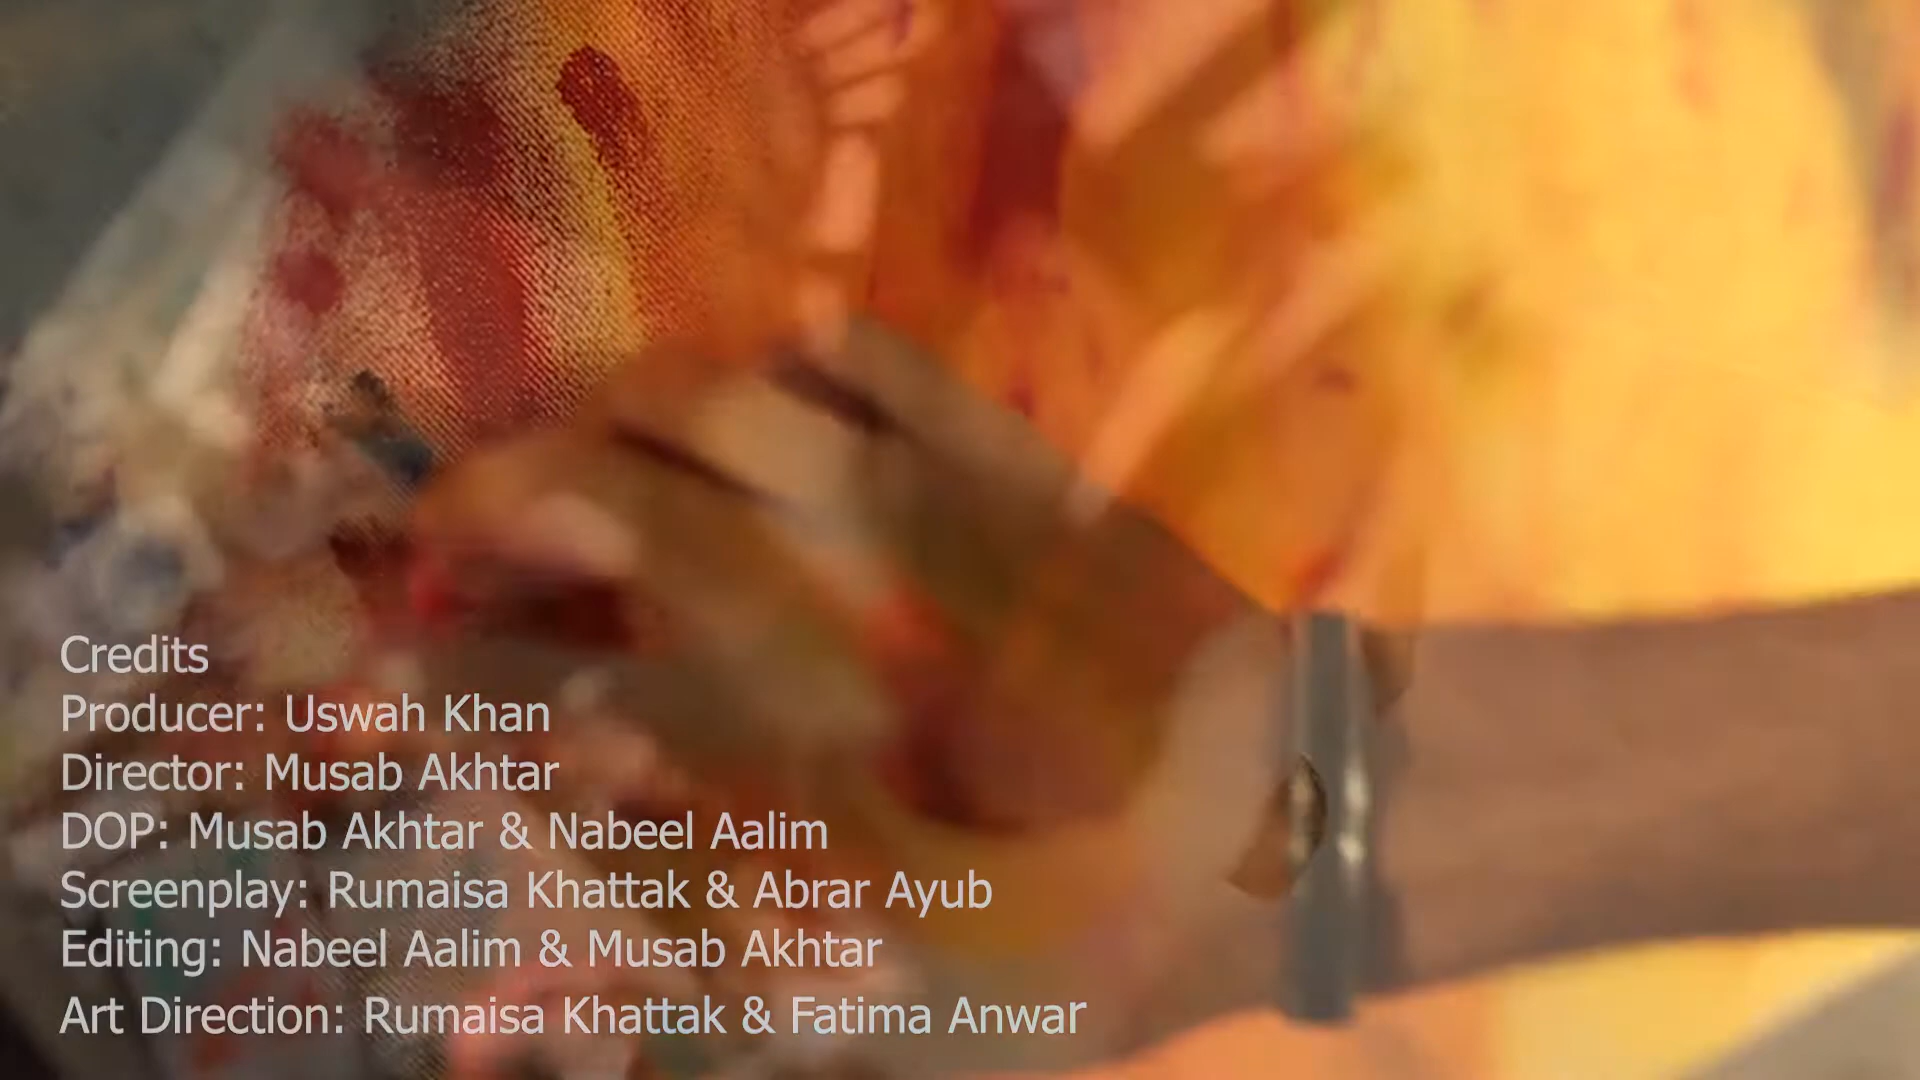 Credits
Producer: Uswah Khan
Director: Musab Akhtar
DOP: Musab Akhtar & Nabeel Aalim
Screenplay: Rumaisa Khattak & Abrar Ayub
Editing: Nabeel Aalim & Musab Akhtar
Art Direction: Rumaisa Khattak & Fatima Anwar